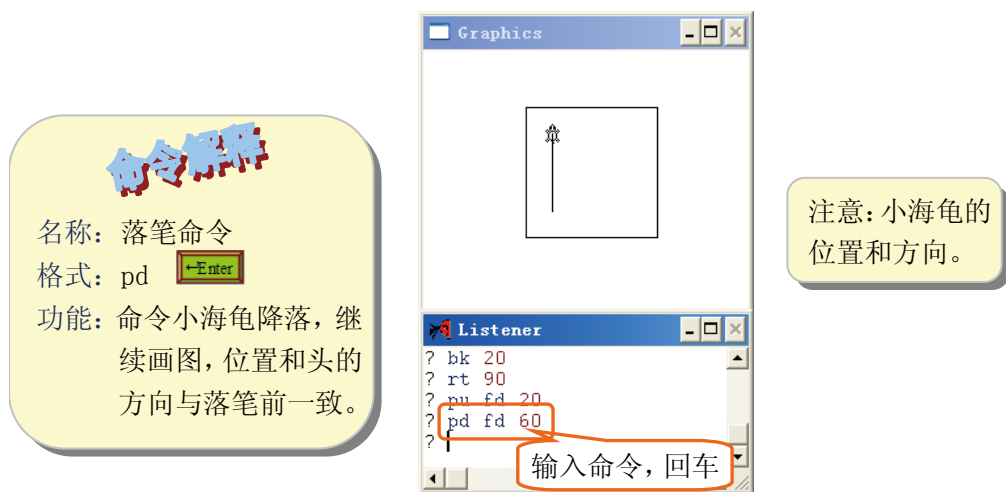 命令解释
名称：落笔命令
格式：pd ←Enter
功能：命令小海龟降落，继
续画图，位置和头的
方向与落笔前一致。
Graphics
Listener
? bk 20
? rt 90
? pu fd 20
? pd fd 60
?
输入命令，回车
注意：小海龟的
位置和方向。